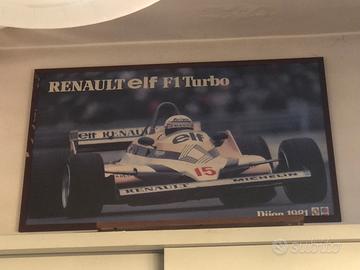 RENAULT elf F1 Turbo
elf RENAULT
elf
15
RENAULT
MICHELIN
Dijon 1981
subito